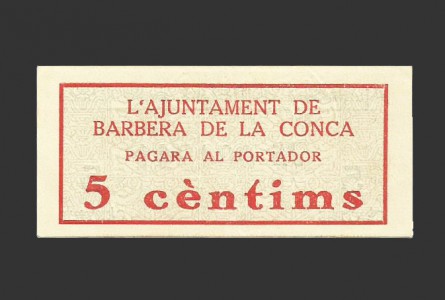 L'AJUNTAMENT DE
BARBERA DE LA CONCA
PAGARA AL PORTADOR
5 cèntims